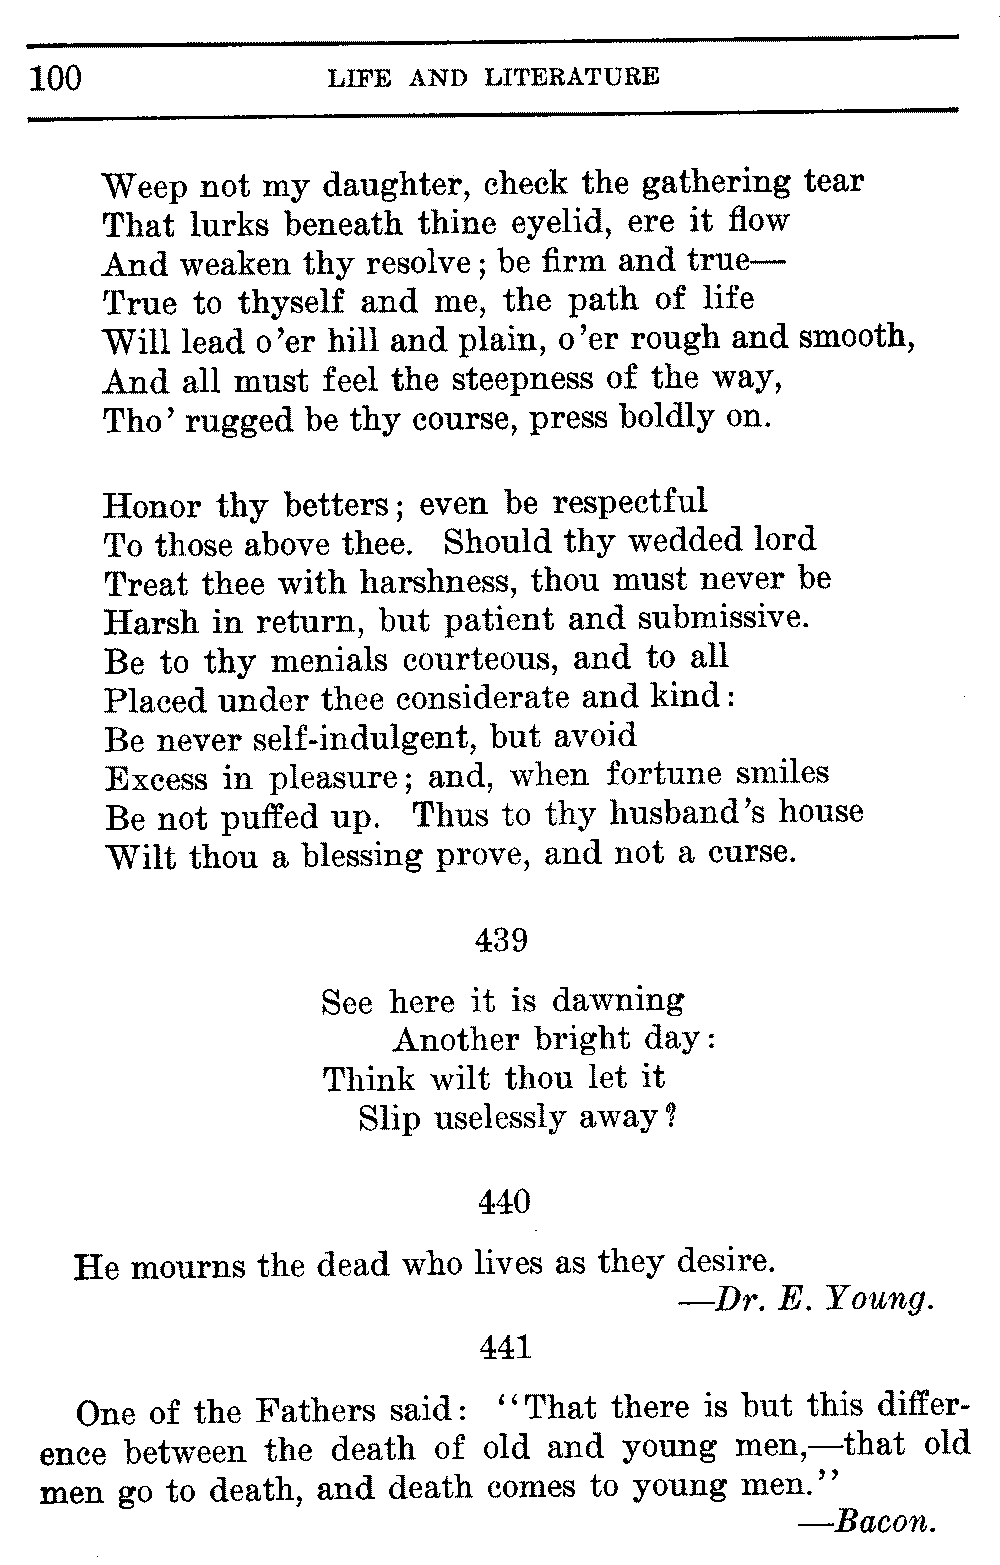 100 LIFE AND LITERATURE
Weep not my daughter, check the gathering tear
That lurks beneath thine eyelid, ere it flow
And weaken thy resolve; be firm and true—
True to thyself and me, the path of life
Will lead o'er hill and plain, o'er rough and smooth,
And all must feel the steepness of the way,
Tho' rugged be thy course, press boldly on.
Honor thy betters; even be respectful
To those above thee. Should thy wedded lord
Treat thee with harshness, thou must never be
Harsh in return, but patient and submissive.
Be to thy menials courteous, and to all
Placed under thee considerate and kind:
Be never self-indulgent, but avoid
Excess in pleasure; and, when fortune smiles
Be not puffed up. Thus to thy husband's house
Wilt thou a blessing prove, and not a curse.
439
See here it is dawning
Another bright day:
Think wilt thou let it
Slip uselessly away?
440
He mourns the dead who lives as they desire.
—Dr. E. Young.
441
One of the Fathers said: "That there is but this differ-
ence between the death of old and young men,—that old
men go to death, and death comes to young men."
—Bacon.